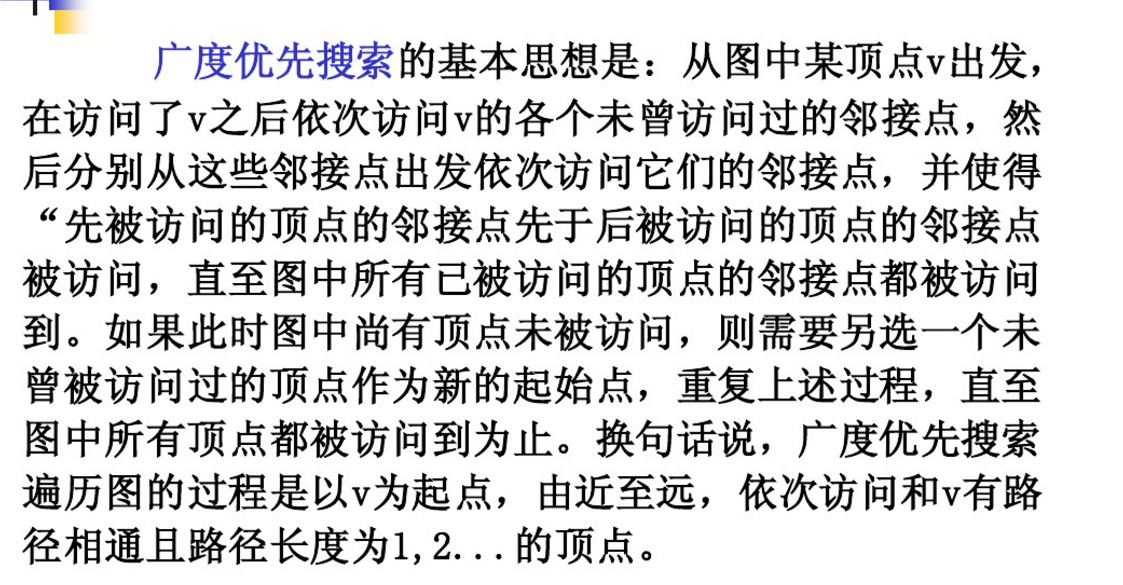 广度优先搜索的基本思想是：从图中某顶点v出发，
在访问了v之后依次访问v的各个未曾访问过的邻接点，然
后分别从这些邻接点出发依次访问它们的邻接点，并使得
“先被访问的顶点的邻接点先于后被访问的顶点的邻接点
被访问，直至图中所有已被访问的顶点的邻接点都被访问
到。如果此时图中尚有顶点未被访问，则需要另选一个未
曾被访问过的顶点作为新的起始点，重复上述过程，直至
图中所有顶点都被访问到为止。换句话说，广度优先搜索
遍历图的过程是以v为起点，由近至远，依次访问和v有路
径相通且路径长度为1,2...的顶点。